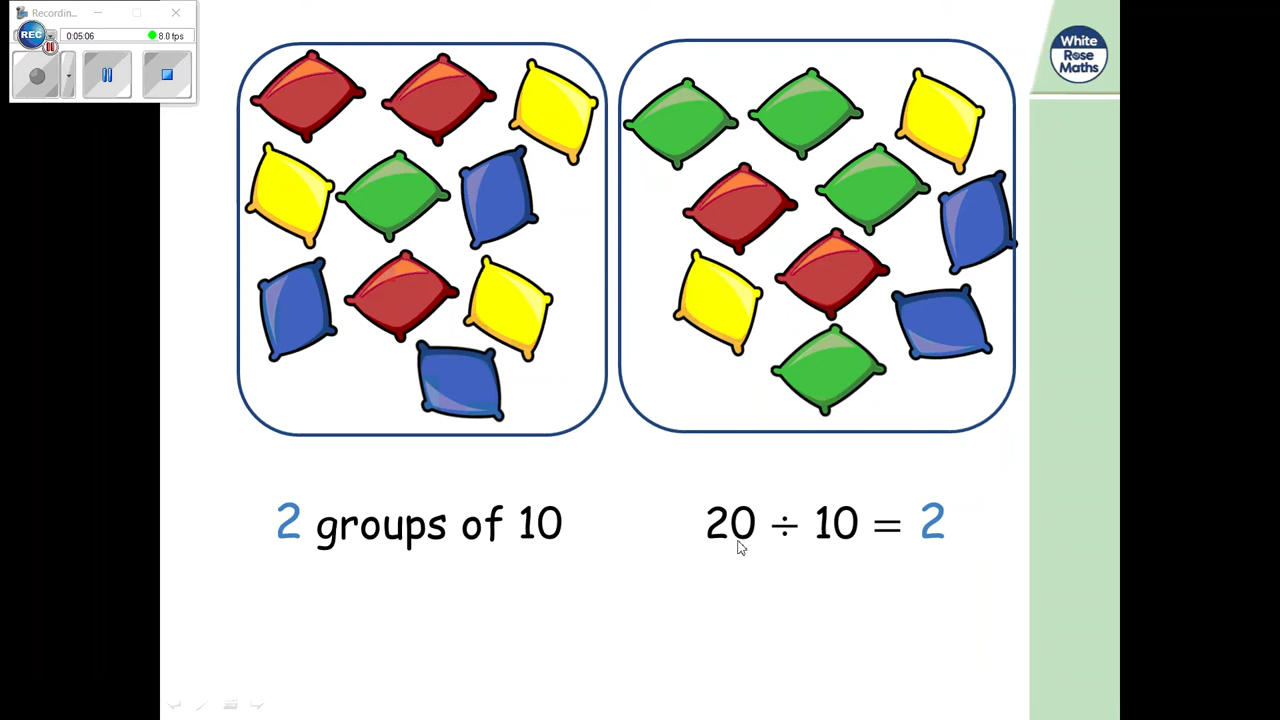 Recordin...
REC
0:05:06
8.0 fps
White
Rose
Maths
2 groups of 10
20 ÷ 10 = 2